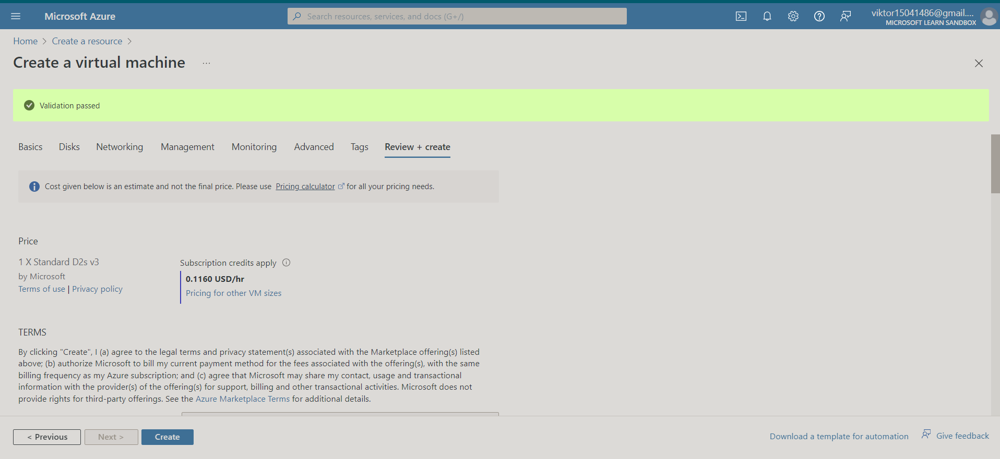 Microsoft Azure
Search resources, services, and docs (G+/)
viktor15041486@gmail....
MICROSOFT LEARN SANDBOX
Home > Create a resource >
Create a virtual machine ...
Validation passed
Basics Disks Networking Management Monitoring Advanced Tags Review + create
Cost given below is an estimate and not the final price. Please use Pricing calculator for all your pricing needs.
Price
1 X Standard D2s v3
by Microsoft
Terms of use | Privacy policy
Subscription credits apply
0.1160 USD/hr
Pricing for other VM sizes
TERMS
By clicking "Create", I (a) agree to the legal terms and privacy statement(s) associated with the Marketplace offering(s) listed
above; (b) authorize Microsoft to bill my current payment method for the fees associated with the offering(s), with the same
billing frequency as my Azure subscription; and (c) agree that Microsoft may share my contact, usage and transactional
information with the provider(s) of the offering(s) for support, billing and other transactional activities. Microsoft does not
provide rights for third-party offerings. See the Azure Marketplace Terms for additional details.
< Previous Next > Create
Download a template for automation Give feedback